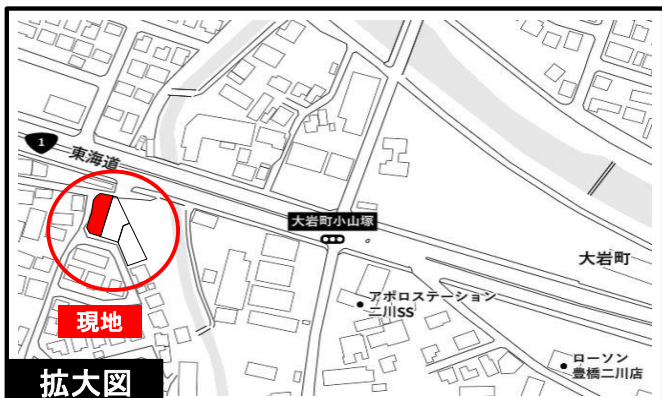 1
東海道
大岩町小山塚
大岩町
アポロステーション
二川SS
現地
ローソン
豊橋二川店
拡大図